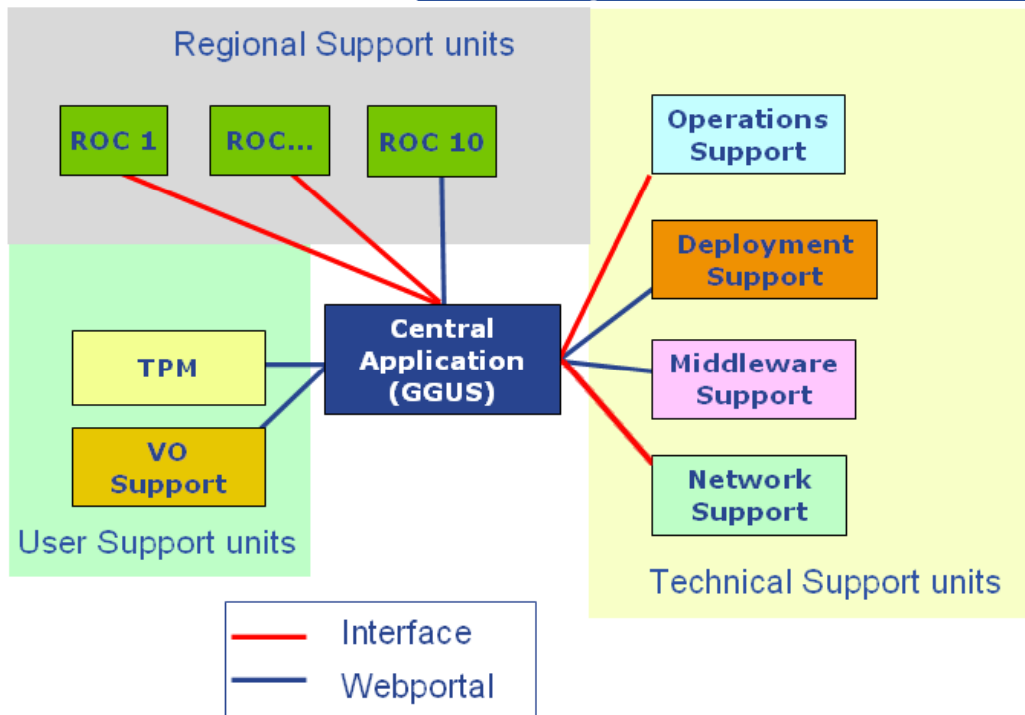 Regional Support units
ROC 1
ROC...
ROC 10
Operations
Support
Deployment
Support
Central
Application
(GGUS)
TPM
Middleware
Support
VO
Support
Network
Support
User Support units
Technical Support units
Interface
Webportal